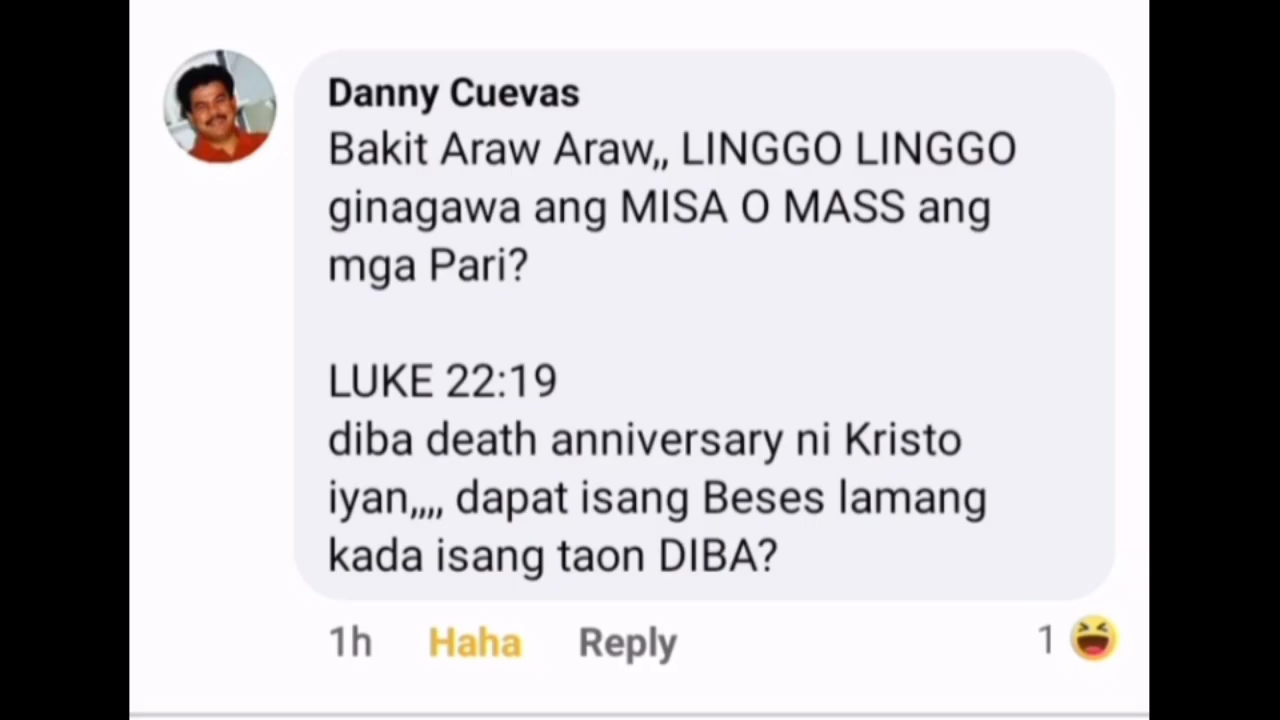 Danny Cuevas
Bakit Araw Araw,, LINGGO LINGGO
ginagawa ang MISA O MASS ang
mga Pari?
LUKE 22:19
diba death anniversary ni Kristo
iyan,,,, dapat isang Beses lamang
kada isang taon DIBA?
1h Haha Reply 1